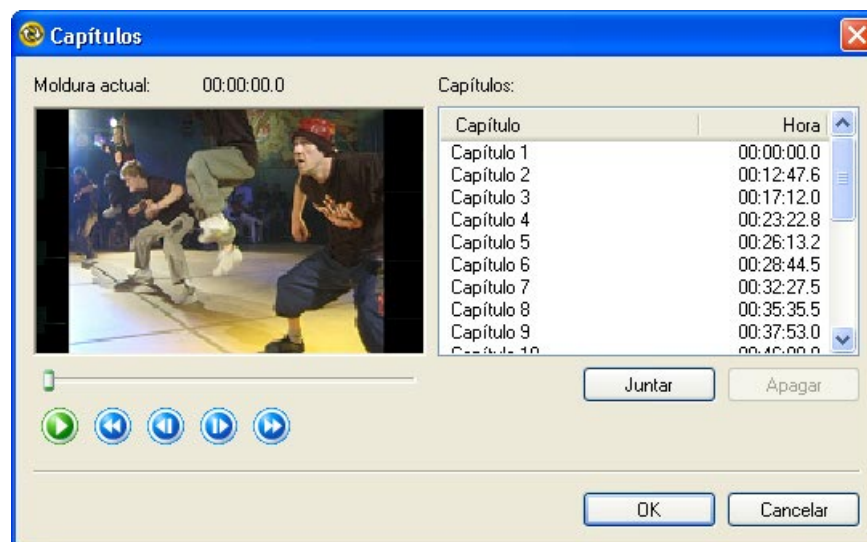 Capítulos
Moldura actual: 00:00:00.0
Capítulos:
Capítulo Hora
Capítulo 1 00:00:00.0
Capítulo 2 00:12:47.6
Capítulo 3 00:17:12.0
Capítulo 4 00:23:22.8
Capítulo 5 00:26:13.2
Capítulo 6 00:28:44.5
Capítulo 7 00:32:27.5
Capítulo 8 00:35:35.5
Capítulo 9 00:37:53.0
Capítulo 10
Juntar Apagar
OK Cancelar